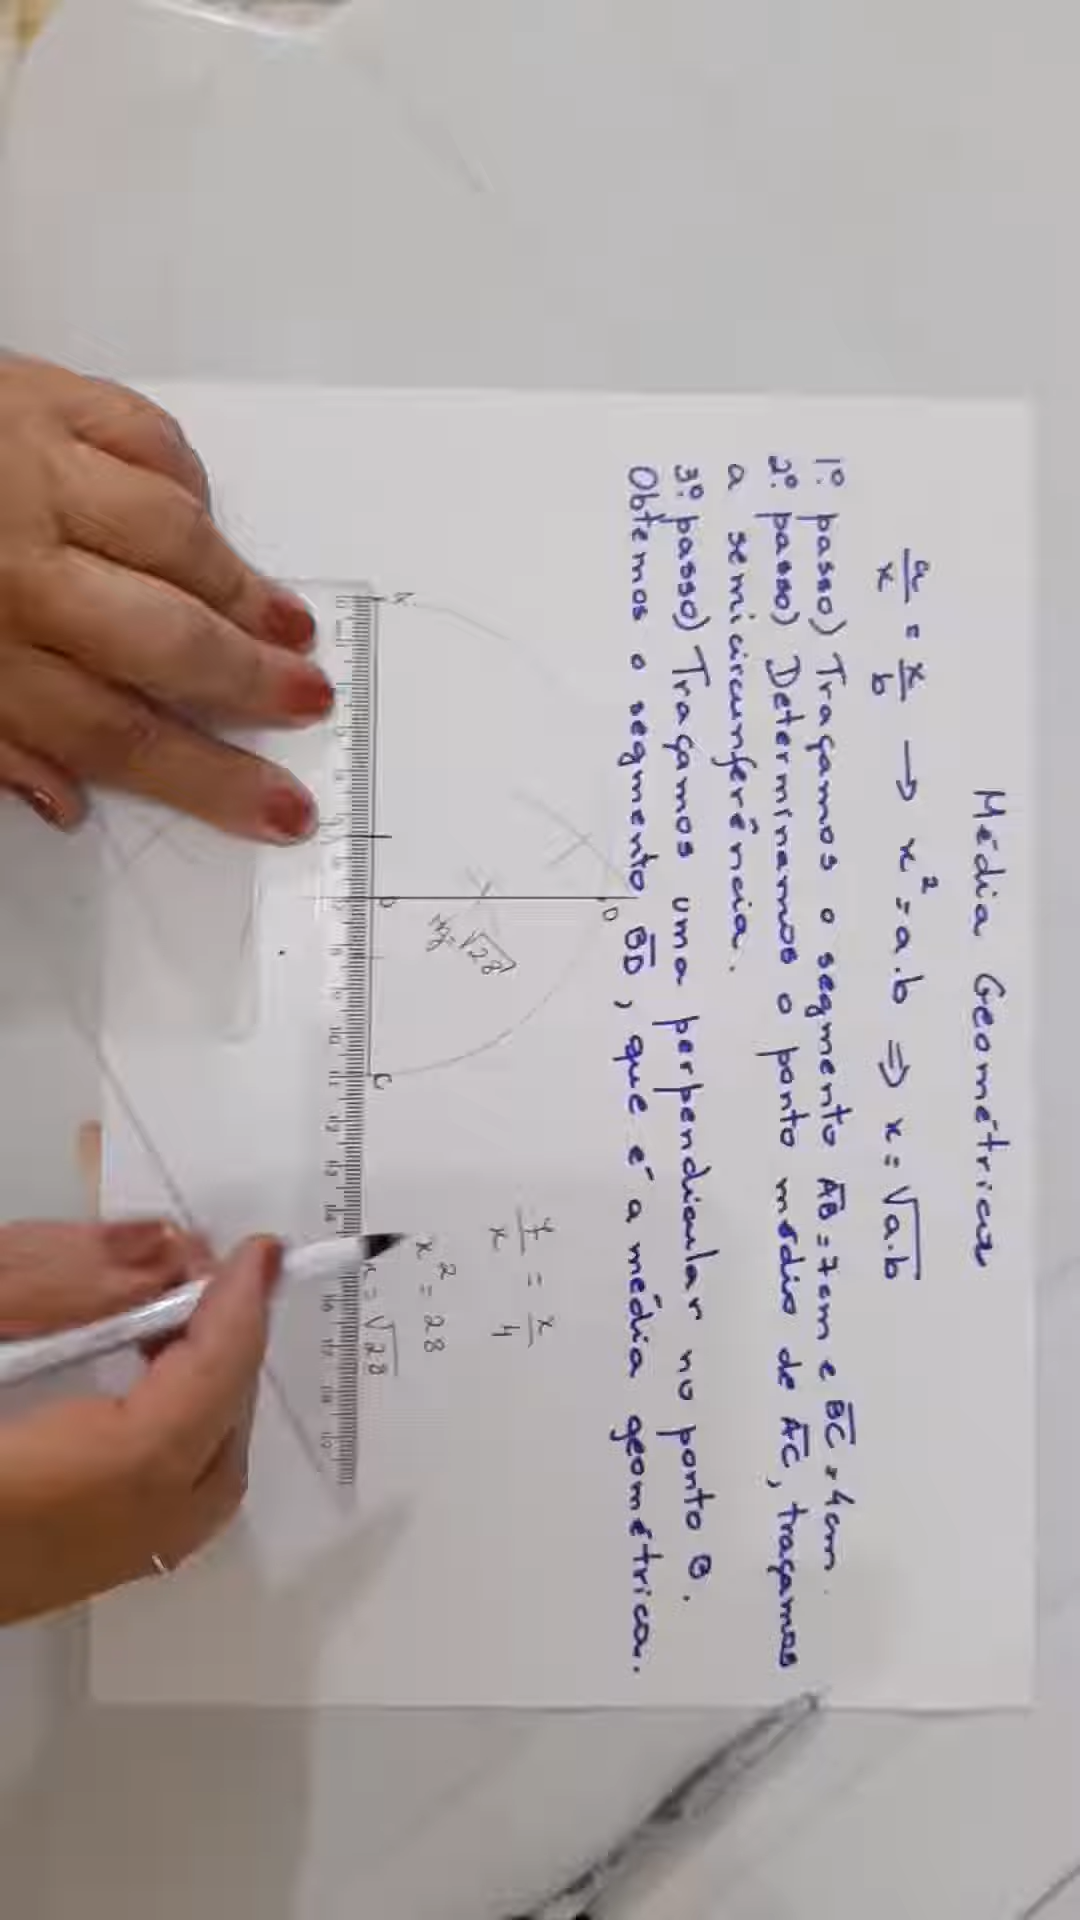 Média Geométrica
a/x = x/b → x² = a.b ⇒ x = √a.b
1º passo) Traçamos o segmento AB = 7cm e BC = 4cm.
2º passo) Determinamos o ponto médio de AC, traçamos
a semicircunferência.
3º passo) Traçamos uma perpendicular no ponto B.
Obtemos o segmento BD, que é a média geométrica.
D
7/x = x/4
x² = 28
x = √28
C